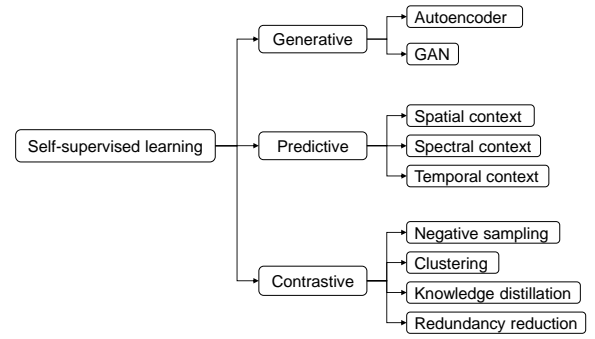 Self-supervised learning
Generative
Autoencoder
GAN
Predictive
Spatial context
Spectral context
Temporal context
Contrastive
Negative sampling
Clustering
Knowledge distillation
Redundancy reduction